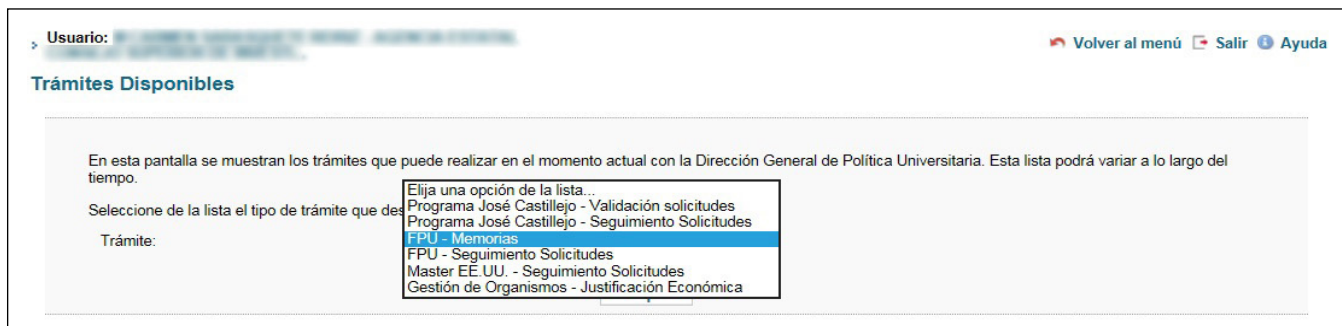 Usuario:
Volver al menú Salir Ayuda
Trámites Disponibles
En esta pantalla se muestran los trámites que puede realizar en el momento actual con la Dirección General de Política Universitaria. Esta lista podrá variar a lo largo del
tiempo.
Elija una opción de la lista...
Programa José Castillejo - Validación solicitudes
Seleccione de la lista el tipo de trámite que
Programa José Castillejo - Seguimiento Solicitudes
Trámite:
FPU - Memorias
FPU - Seguimiento Solicitudes
Master EE.UU. - Seguimiento Solicitudes
Gestión de Organismos - Justificación Económica